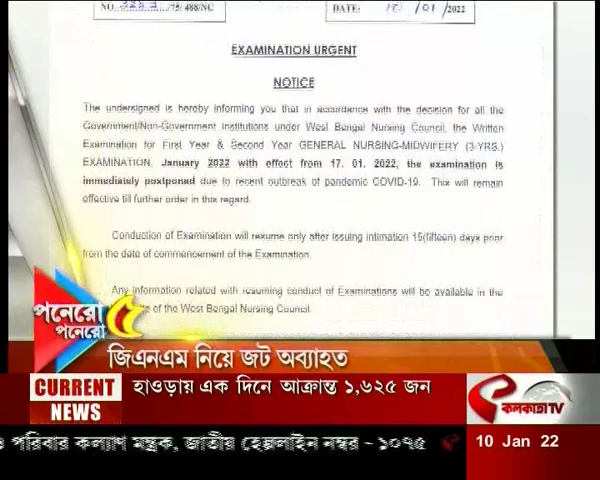 NO. /75/488/NC
DATE: 10/01/2022
EXAMINATION URGENT
NOTICE
The undersigned is hereby informing you that in accordance with the decision for all the
Government/Non-Government Institutions under West Bengal Nursing Council, the Written
Examination for First Year & Second Year GENERAL NURSING-MIDWIFERY (3-YRS.)
EXAMINATION, January 2022 with effect from 17. 01. 2022, the examination is
immediately postponed due to recent outbreak of pandemic COVID-19. This will remain
effective till further order in this regard.
Conduction of Examination will resume only after issuing intimation 15(fifteen) days prior
from the date of commencement of the Examination.
Any information related with resuming conduct of Examinations will be available in the
of the West Bengal Nursing Council.
পনেরো ৫
পনেরো
জিএনএম নিয়ে জট অব্যাহত
CURRENT
NEWS
হাওড়ায় এক দিনে আক্রান্ত ১,৬২৫ জন
কলকাতা TV
ও পরিবার কল্যাণ মন্ত্রক, জাতীয় হেল্পলাইন নম্বর - ১০৭৫
10 Jan 22